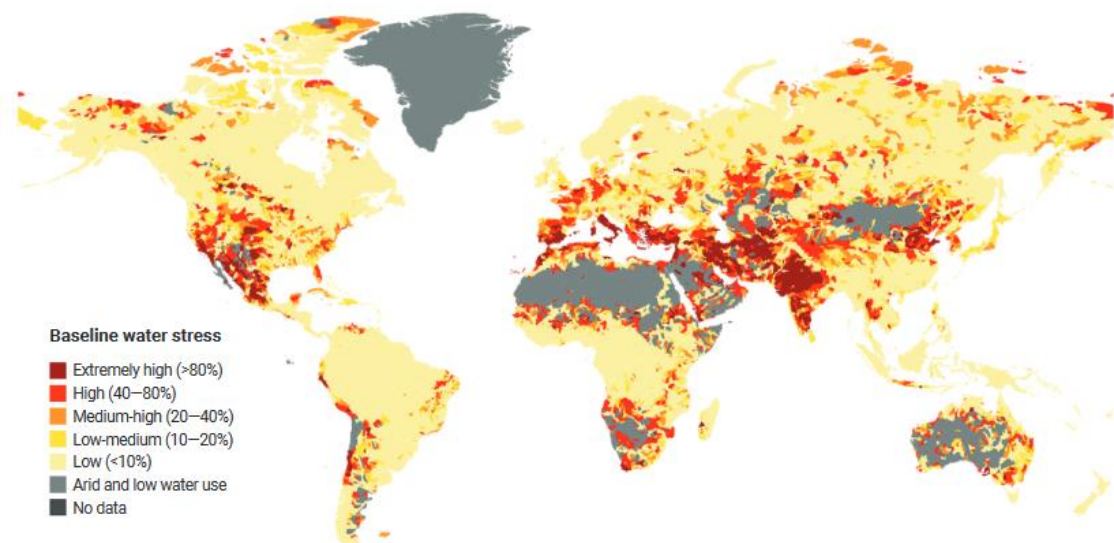 Baseline water stress
Extremely high (>80%)
High (40—80%)
Medium-high (20—40%)
Low-medium (10—20%)
Low (<10%)
Arid and low water use
No data